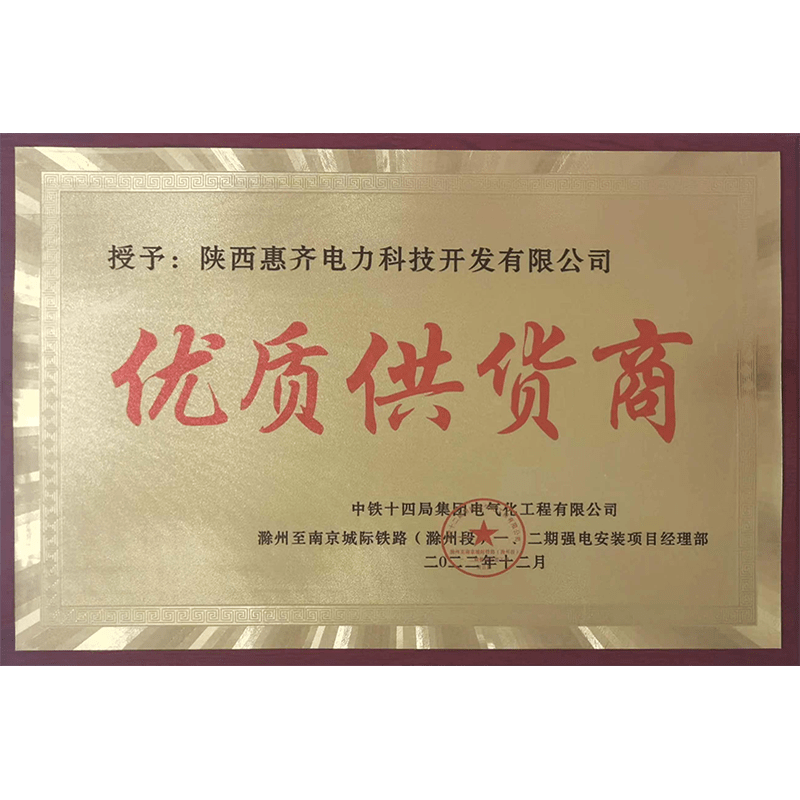 授予：陕西惠齐电力科技开发有限公司
优质供货商
中铁十四局集团电气化工程有限公司
滁州至南京城际铁路（滁州段）一、二期强电安装项目经理部
二〇二二年十二月